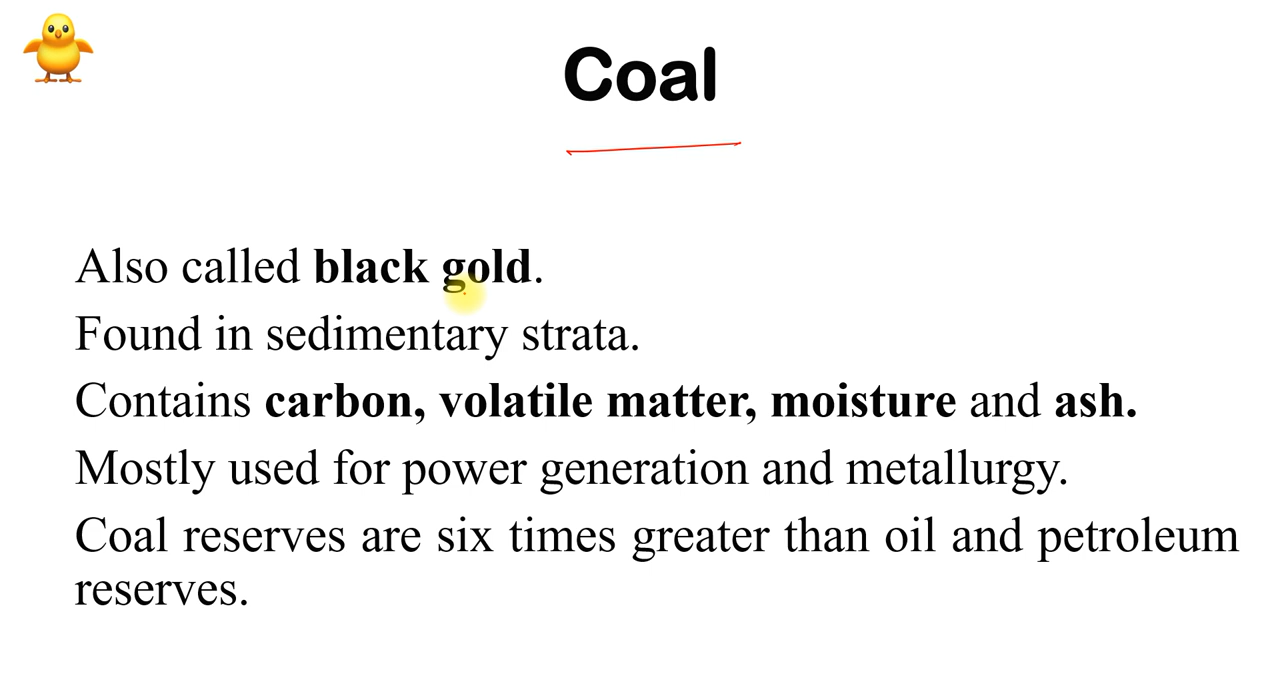 Coal
Also called black gold.
Found in sedimentary strata.
Contains carbon, volatile matter, moisture and ash.
Mostly used for power generation and metallurgy.
Coal reserves are six times greater than oil and petroleum
reserves.